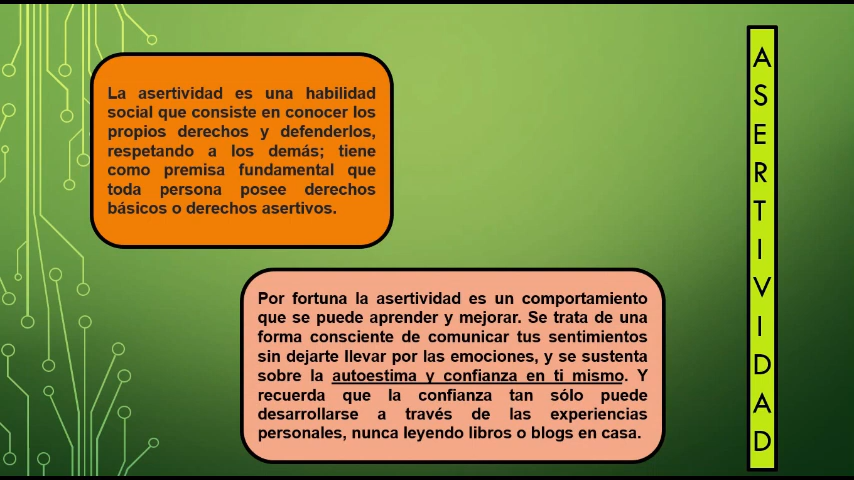 La asertividad es una habilidad
social que consiste en conocer los
propios derechos y defenderlos,
respetando a los demás; tiene
como premisa fundamental que
toda persona posee derechos
básicos o derechos asertivos.
Por fortuna la asertividad es un comportamiento
que se puede aprender y mejorar. Se trata de una
forma consciente de comunicar tus sentimientos
sin dejarte llevar por las emociones, y se sustenta
sobre la autoestima y confianza en ti mismo. Y
recuerda que la confianza tan sólo puede
desarrollarse a través de las experiencias
personales, nunca leyendo libros o blogs en casa.
ASERTIVIDAD